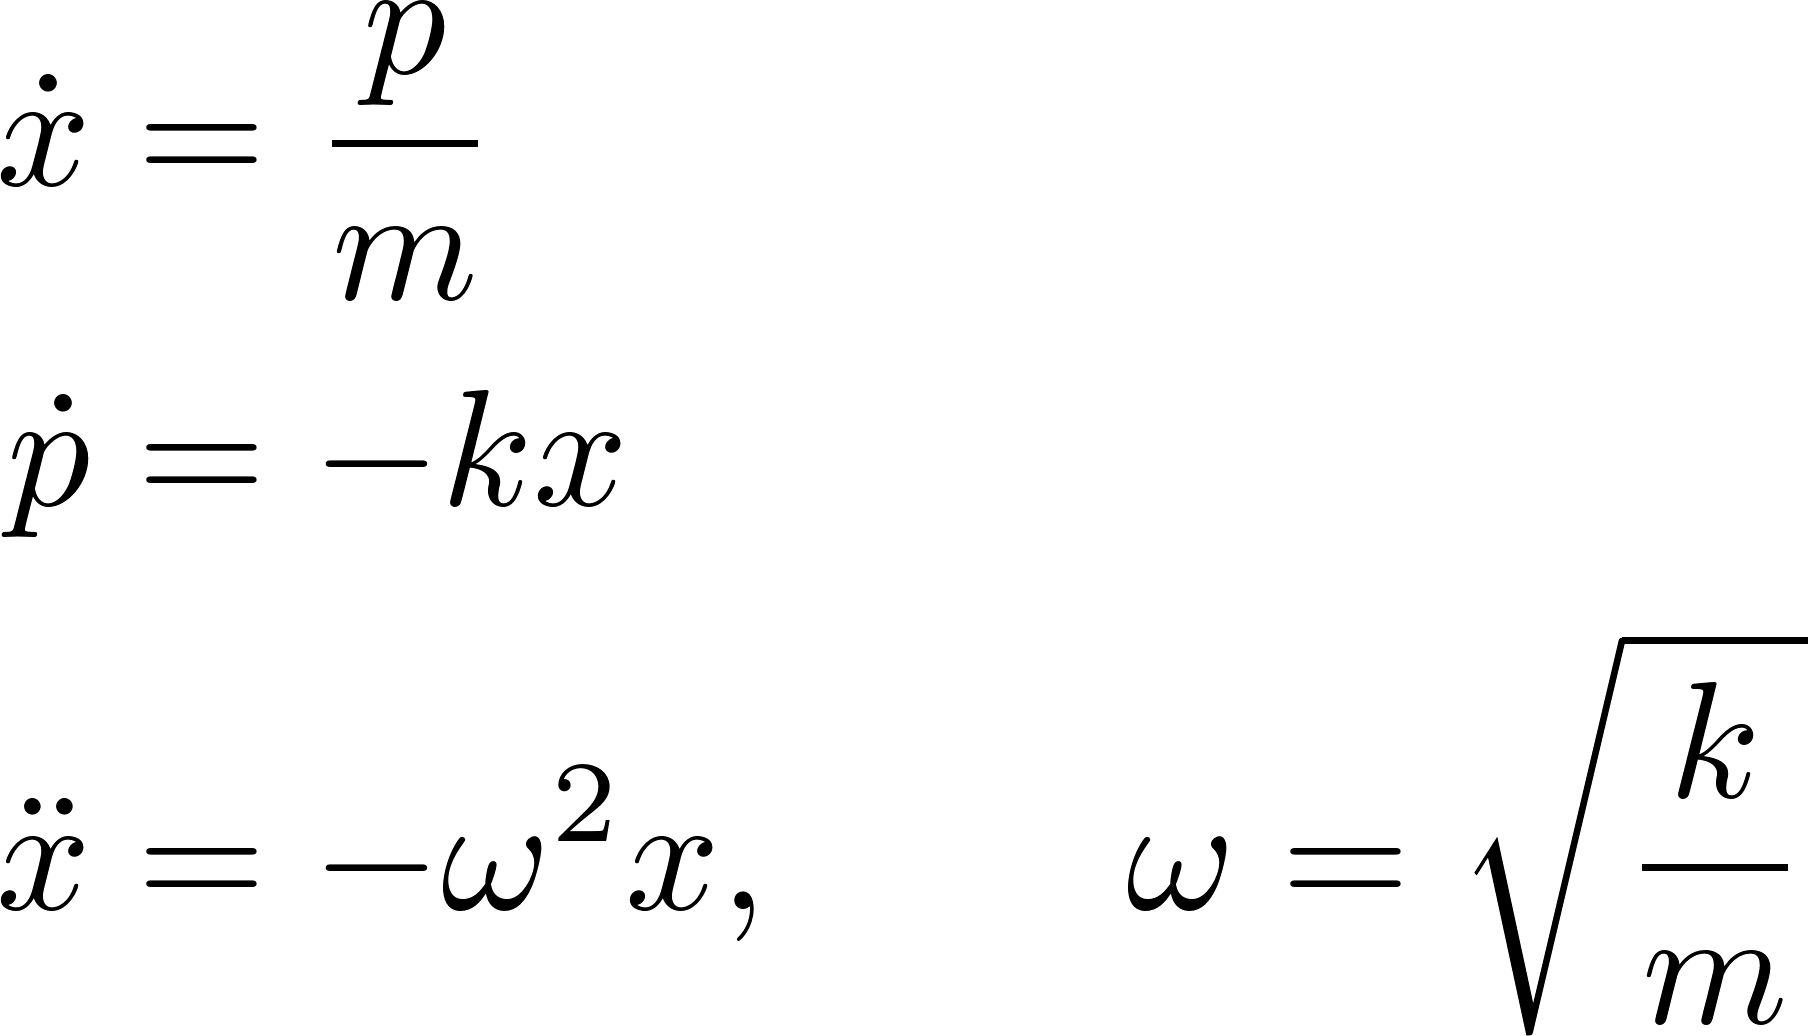 ẋ = p/m
ṗ = −kx
ẍ = −ω²x, ω = √(k/m)